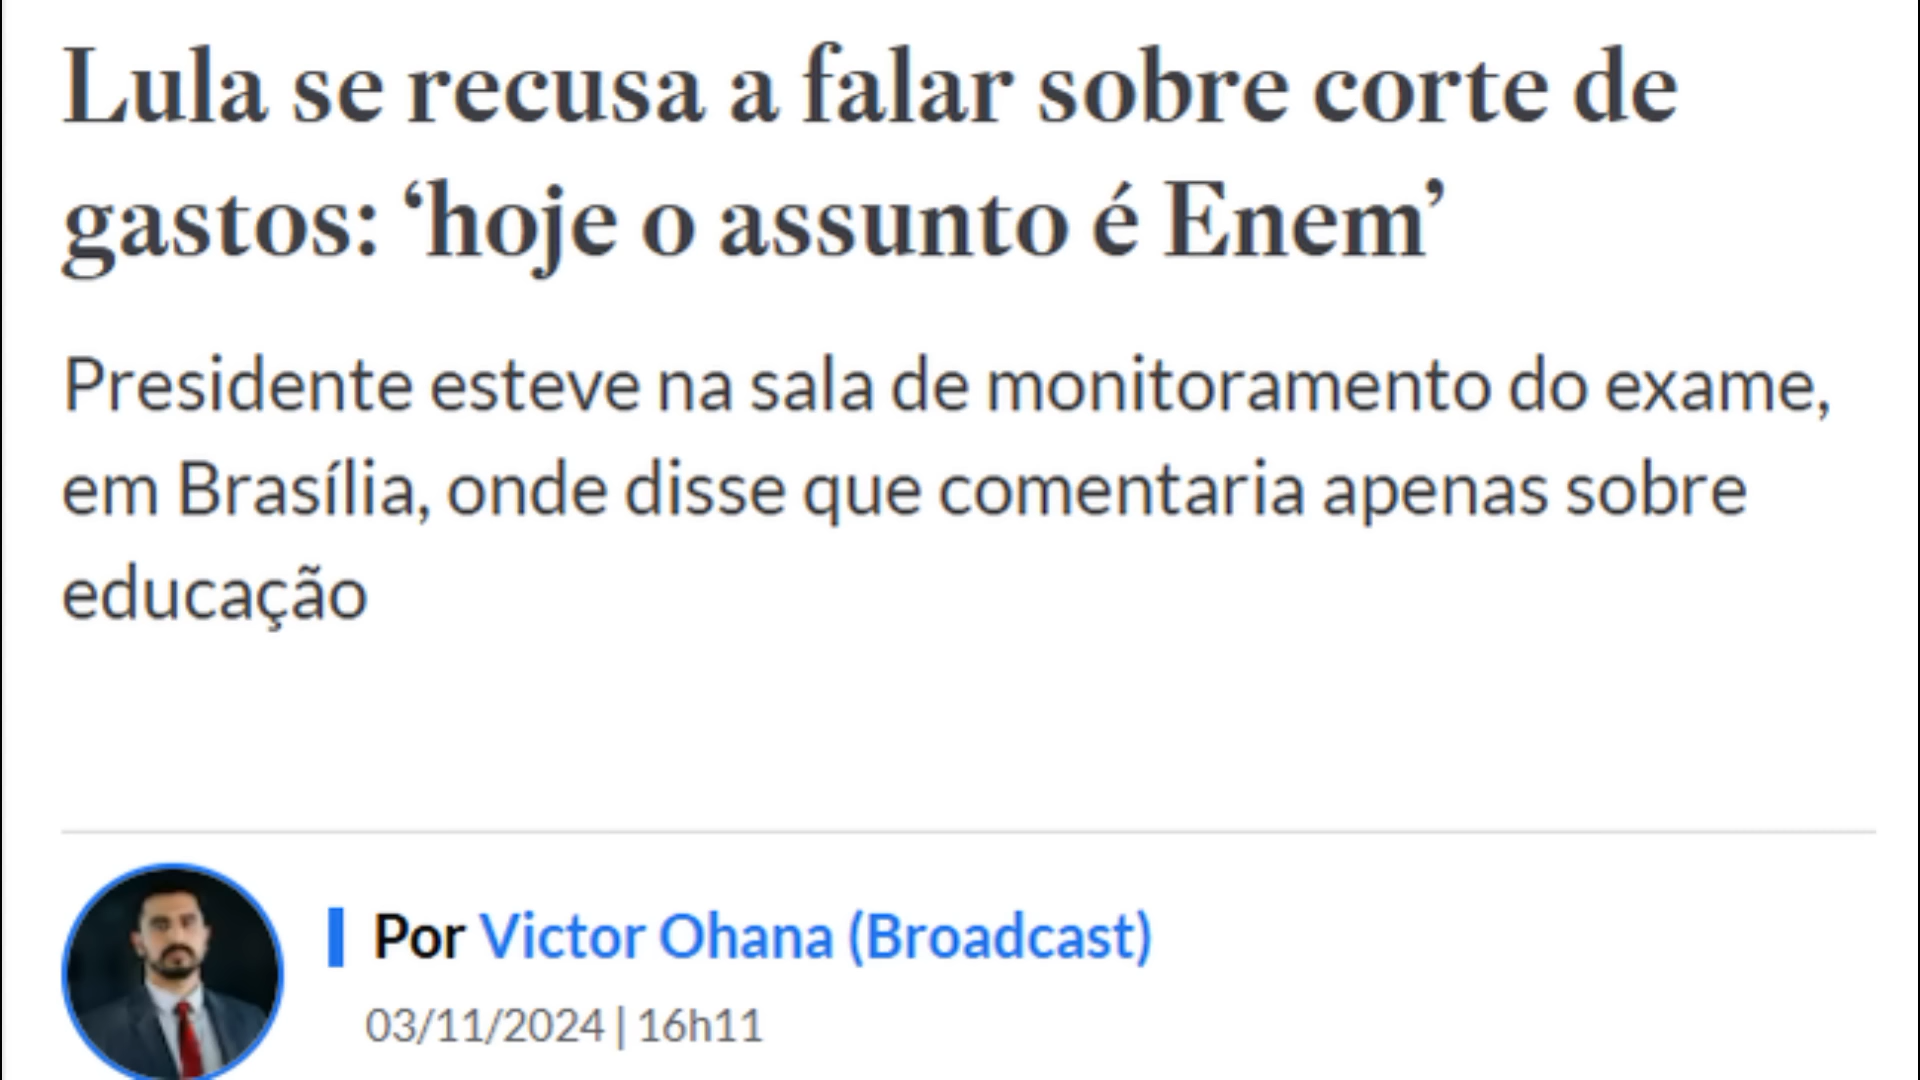 Lula se recusa a falar sobre corte de
gastos: ‘hoje o assunto é Enem’
Presidente esteve na sala de monitoramento do exame,
em Brasília, onde disse que comentaria apenas sobre
educação
Por Victor Ohana (Broadcast)
03/11/2024 | 16h11